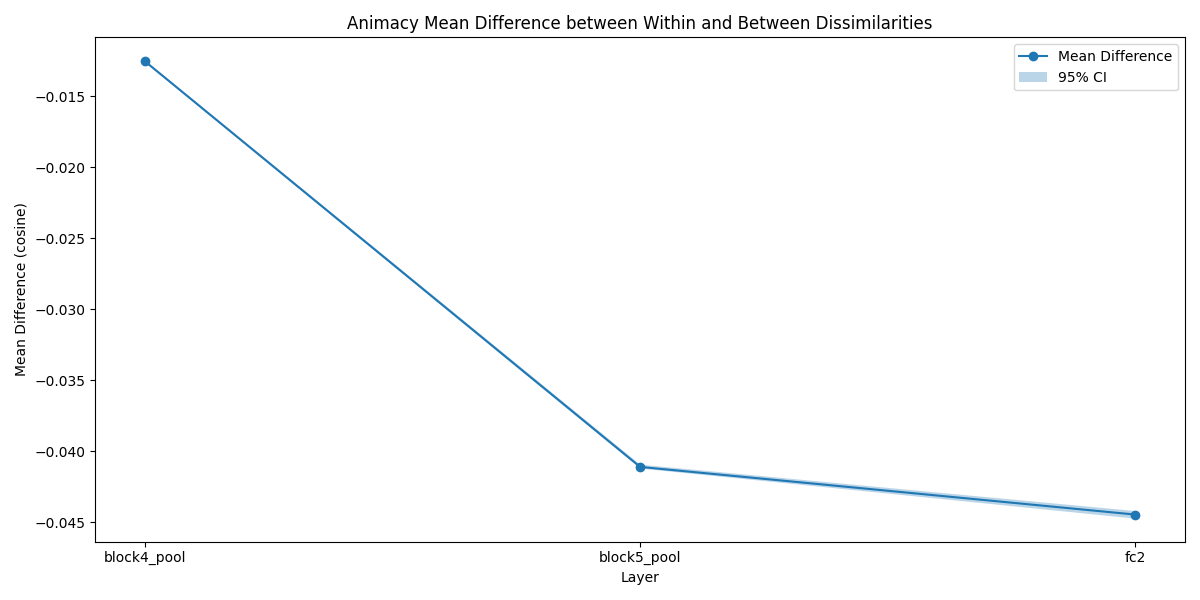 Animacy Mean Difference between Within and Between Dissimilarities
Mean Difference
95% CI
−0.015
−0.020
−0.025
−0.030
−0.035
−0.040
−0.045
Mean Difference (cosine)
block4_pool
block5_pool
fc2
Layer